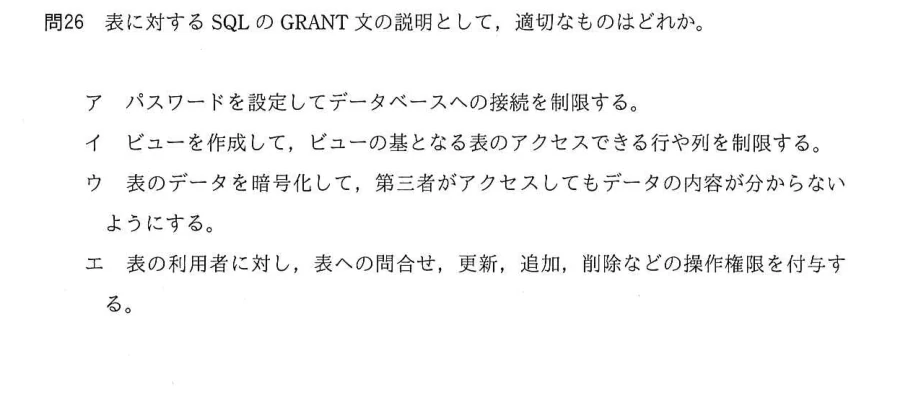 問26 表に対する SQL の GRANT 文の説明として，適切なものはどれか。
ア パスワードを設定してデータベースへの接続を制限する。
イ ビューを作成して，ビューの基となる表のアクセスできる行や列を制限する。
ウ 表のデータを暗号化して，第三者がアクセスしてもデータの内容が分からない
ようにする。
エ 表の利用者に対し，表への問合せ，更新，追加，削除などの操作権限を付与す
る。